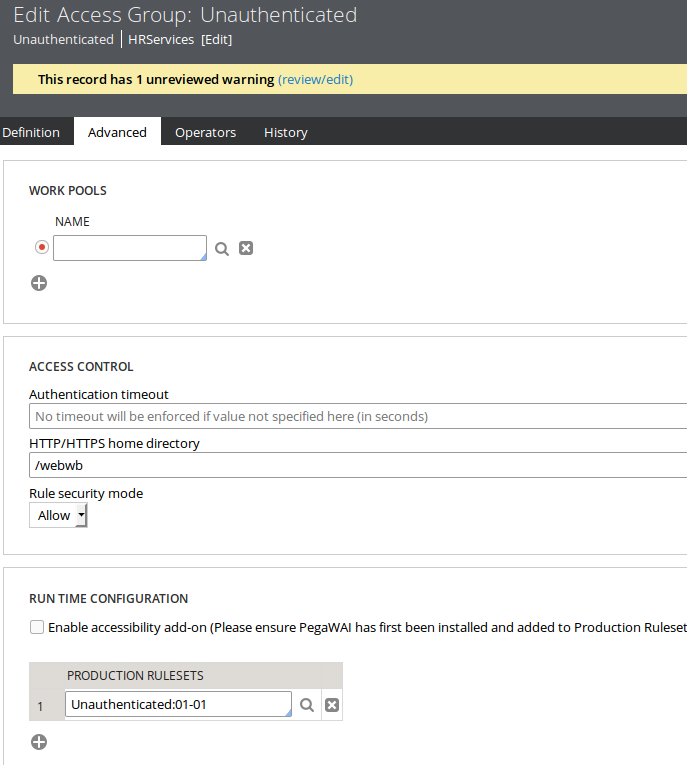 Edit Access Group: Unauthenticated
Unauthenticated HRServices [Edit]
This record has 1 unreviewed warning (review/edit)
Definition Advanced Operators History
WORK POOLS
NAME
ACCESS CONTROL
Authentication timeout
No timeout will be enforced if value not specified here (in seconds)
HTTP/HTTPS home directory
/webwb
Rule security mode
Allow
RUN TIME CONFIGURATION
Enable accessibility add-on (Please ensure PegaWAI has first been installed and added to Production Ruleset
PRODUCTION RULESETS
1 Unauthenticated:01-01